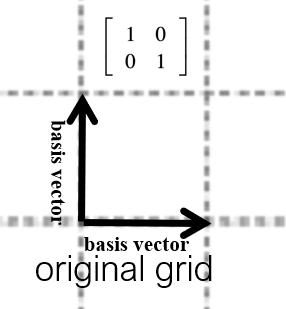 1 0
0 1
basis vector
basis vector
original grid